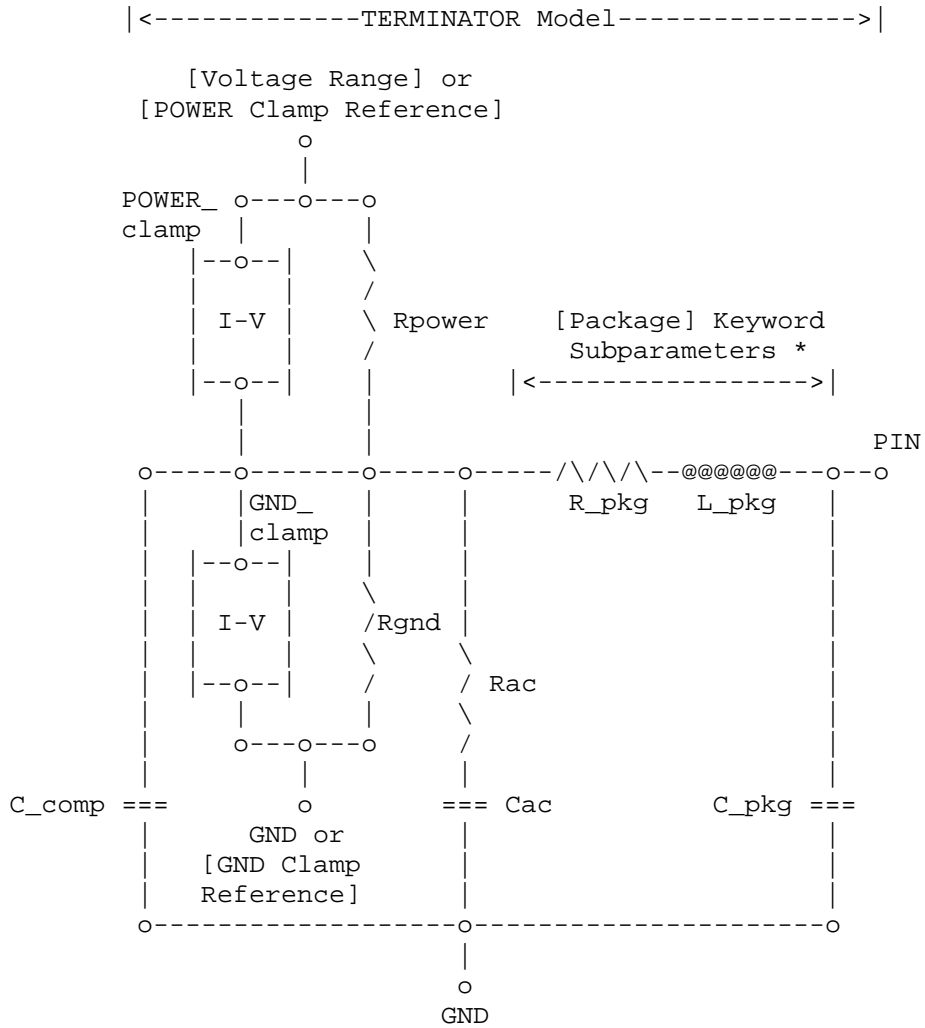 |<-------------TERMINATOR Model--------------->|
[Voltage Range] or
[POWER Clamp Reference]
POWER_
clamp
I-V
Rpower
[Package] Keyword
Subparameters *
PIN
R_pkg L_pkg
GND_
clamp
I-V
Rgnd
Rac
C_comp
Cac
C_pkg
GND or
[GND Clamp
Reference]
GND